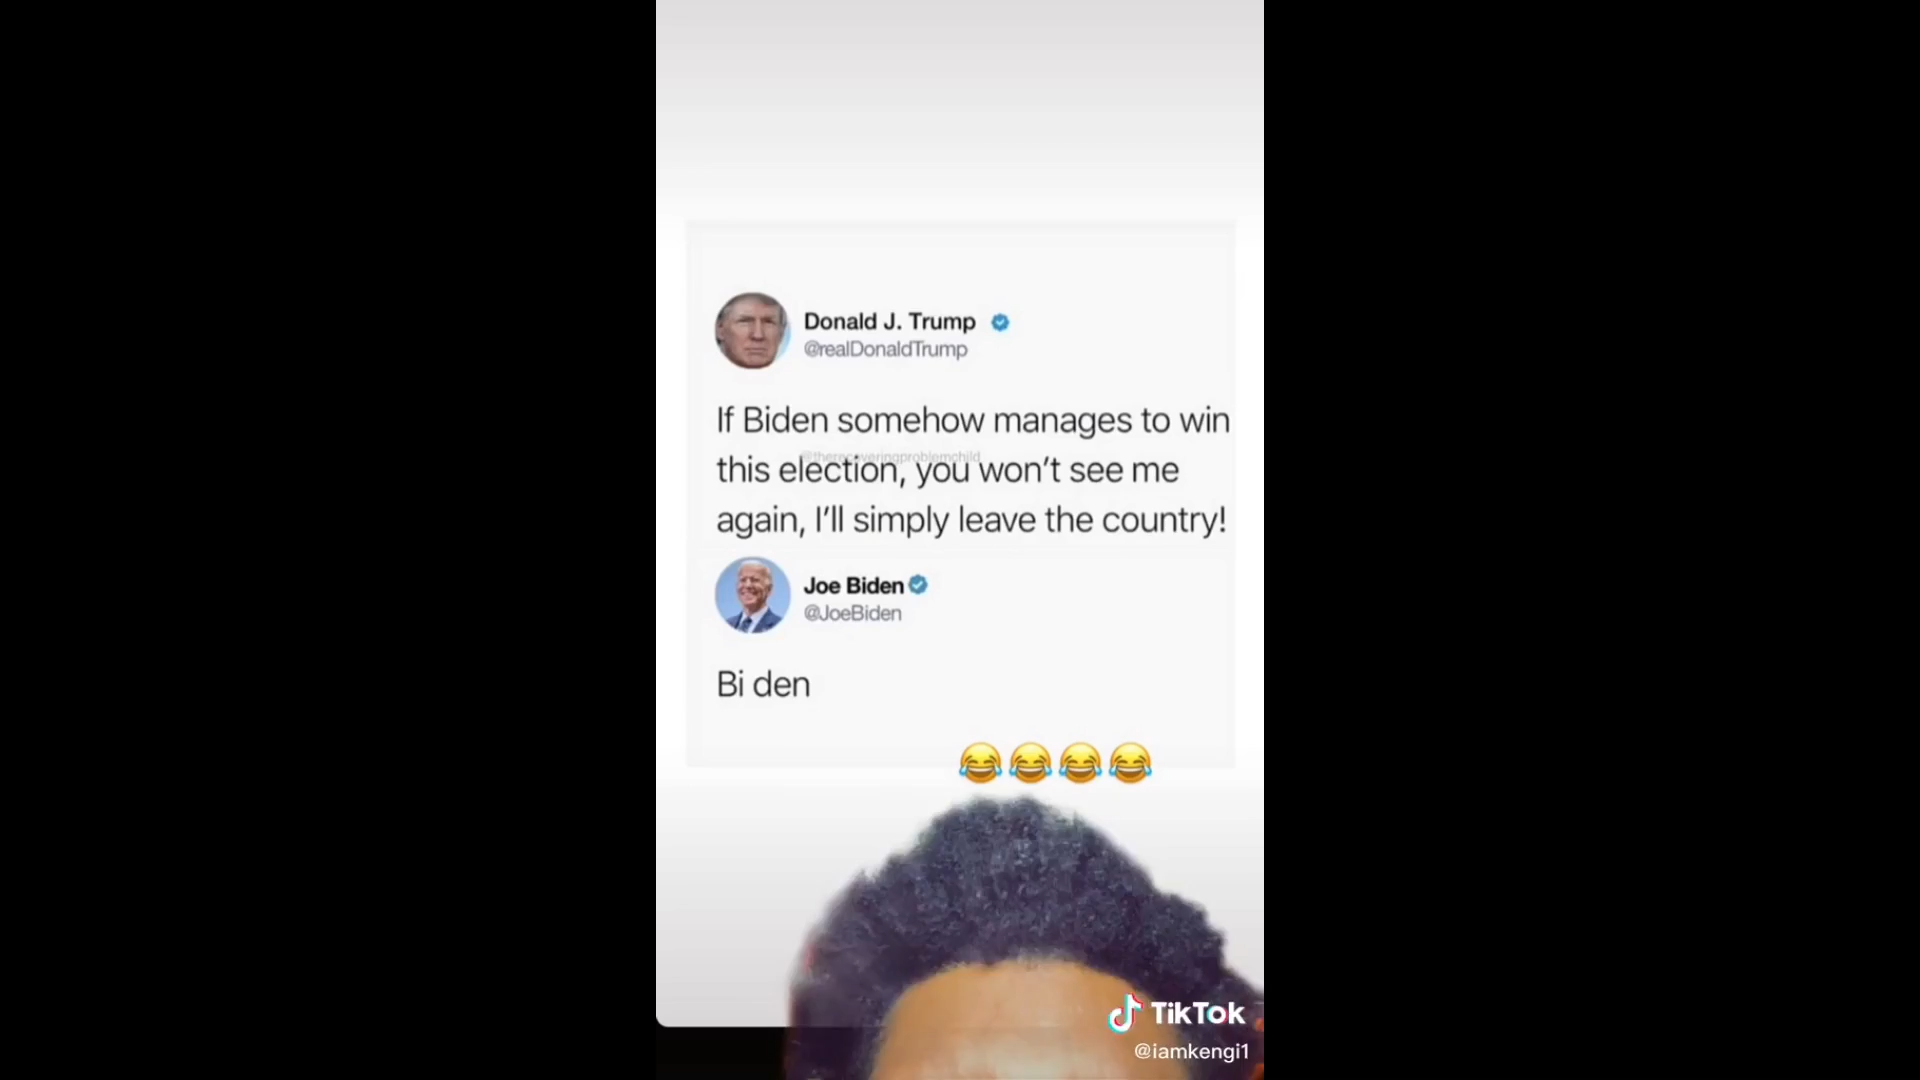 Donald J. Trump
@realDonaldTrump
If Biden somehow manages to win
@therecoveringproblemchild
this election, you won't see me
again, I'll simply leave the country!
Joe Biden
@JoeBiden
Bi den
😂😂😂😂
TikTok
@iamkengi1